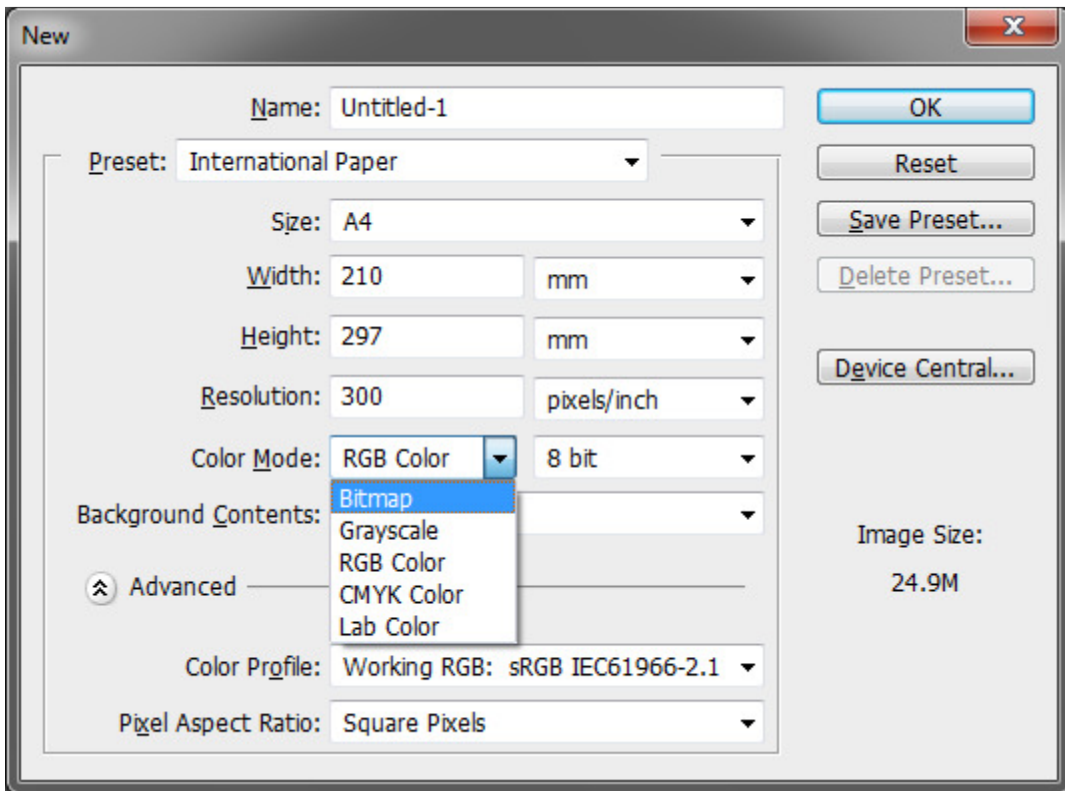 New
Name: Untitled-1
OK
Preset: International Paper
Reset
Size: A4
Save Preset...
Width: 210 mm
Delete Preset...
Height: 297 mm
Device Central...
Resolution: 300 pixels/inch
Color Mode: RGB Color 8 bit
Bitmap
Background Contents:
Grayscale
Image Size:
RGB Color
Advanced
24.9M
CMYK Color
Lab Color
Color Profile: Working RGB: sRGB IEC61966-2.1
Pixel Aspect Ratio: Square Pixels